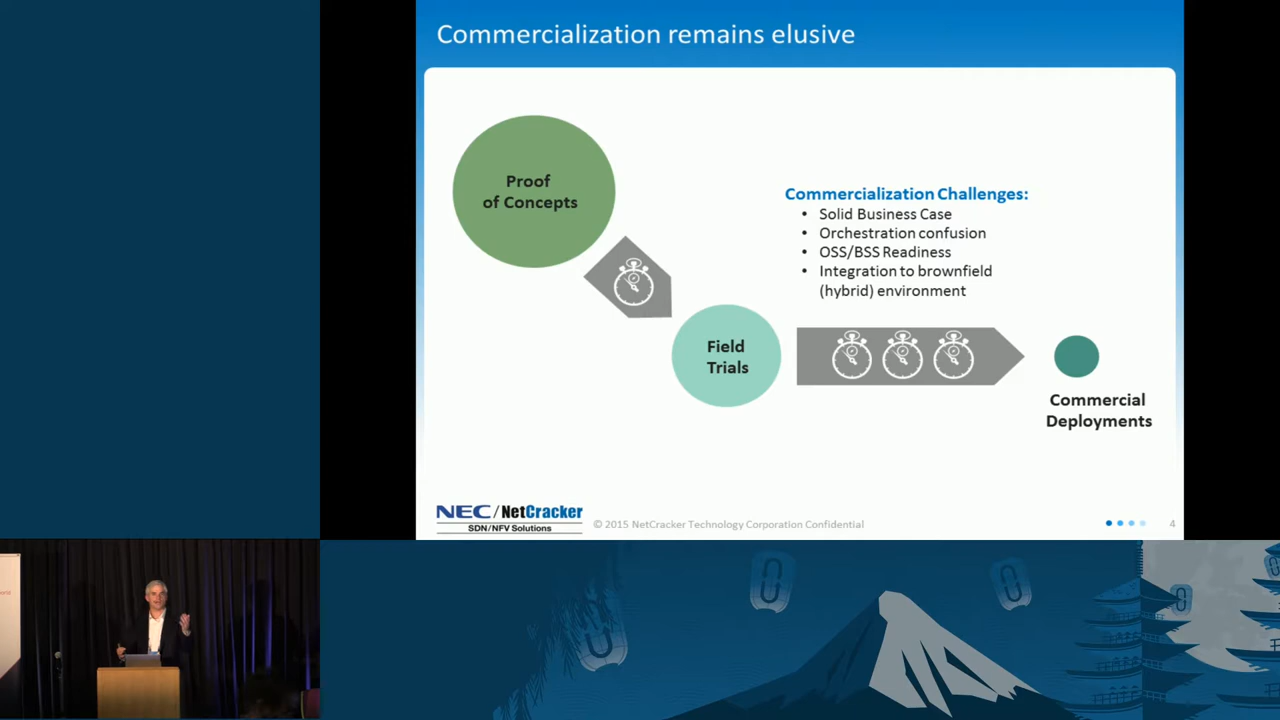 Commercialization remains elusive
Proof
of Concepts
Commercialization Challenges:
• Solid Business Case
• Orchestration confusion
• OSS/BSS Readiness
• Integration to brownfield
(hybrid) environment
Field
Trials
Commercial
Deployments
NEC/NetCracker
SDN/NFV Solutions
© 2015 NetCracker Technology Corporation Confidential
4